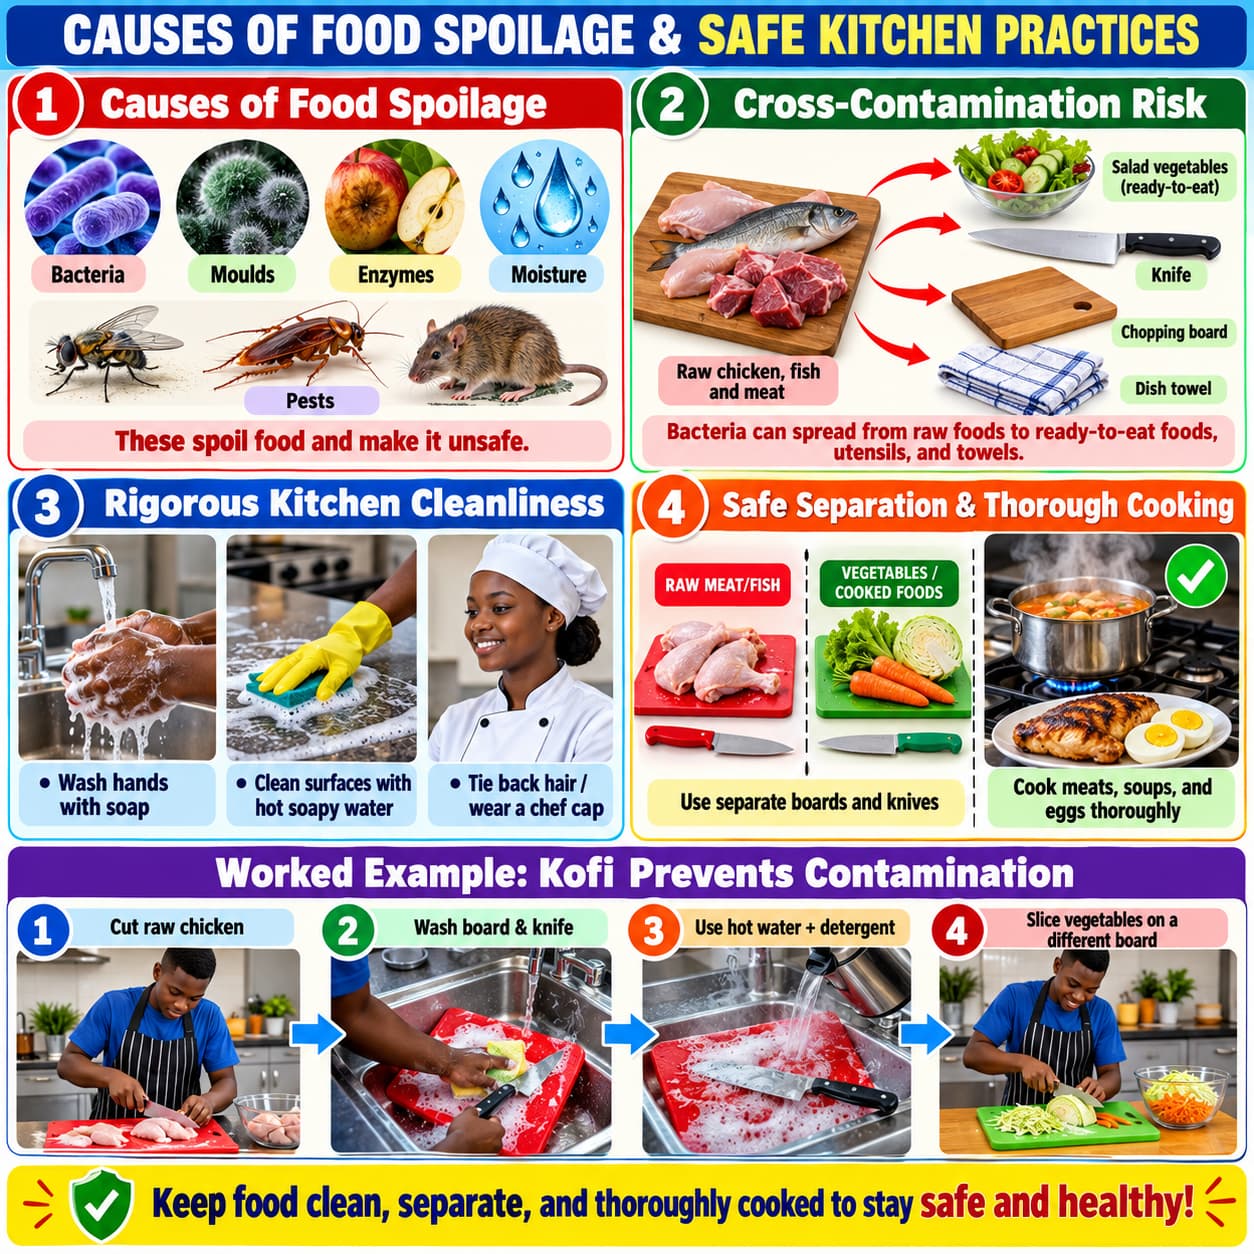 CAUSES OF FOOD SPOILAGE & SAFE KITCHEN PRACTICES
1 Causes of Food Spoilage
Bacteria
Moulds
Enzymes
Moisture
Pests
These spoil food and make it unsafe.
2 Cross-Contamination Risk
Raw chicken, fish
and meat
Salad vegetables
(ready-to-eat)
Knife
Chopping board
Dish towel
Bacteria can spread from raw foods to ready-to-eat foods,
utensils, and towels.
3 Rigorous Kitchen Cleanliness
• Wash hands
with soap
• Clean surfaces with
hot soapy water
• Tie back hair /
wear a chef cap
4 Safe Separation & Thorough Cooking
RAW MEAT/FISH
VEGETABLES /
COOKED FOODS
Use separate boards and knives
Cook meats, soups, and
eggs thoroughly
Worked Example: Kofi Prevents Contamination
1 Cut raw chicken
2 Wash board & knife
3 Use hot water + detergent
4 Slice vegetables on a
different board
Keep food clean, separate, and thoroughly cooked to stay safe and healthy!